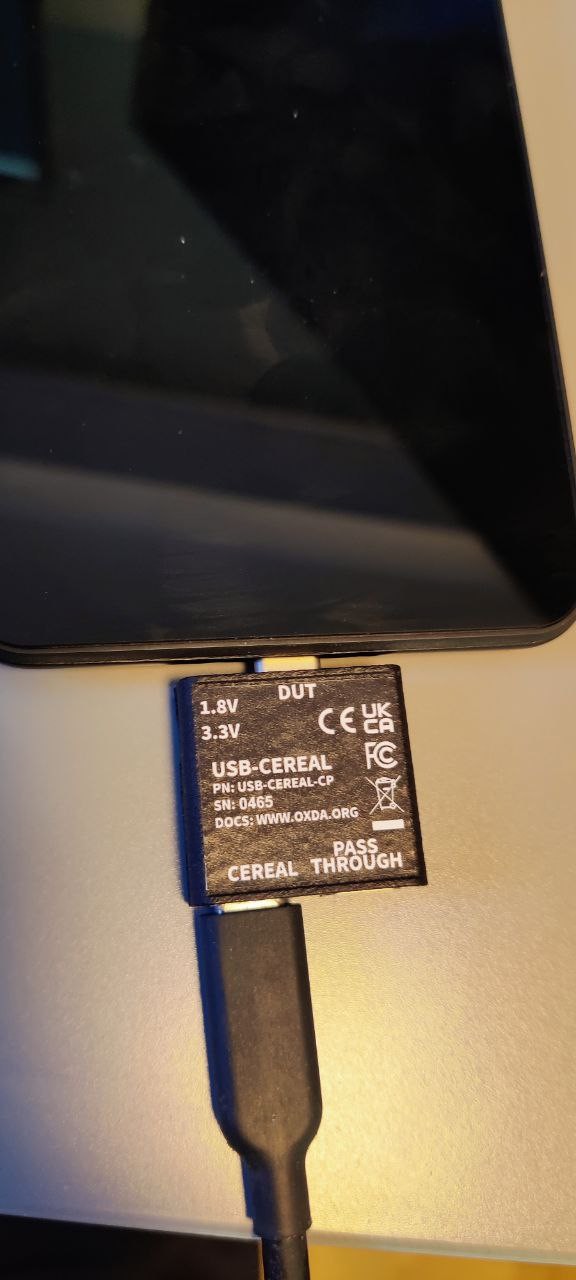 DUT
1.8V
3.3V
CE UK
CA
FC
USB-CEREAL
PN: USB-CEREAL-CP
SN: 0465
DOCS: WWW.OXDA.ORG
CEREAL
PASS
THROUGH